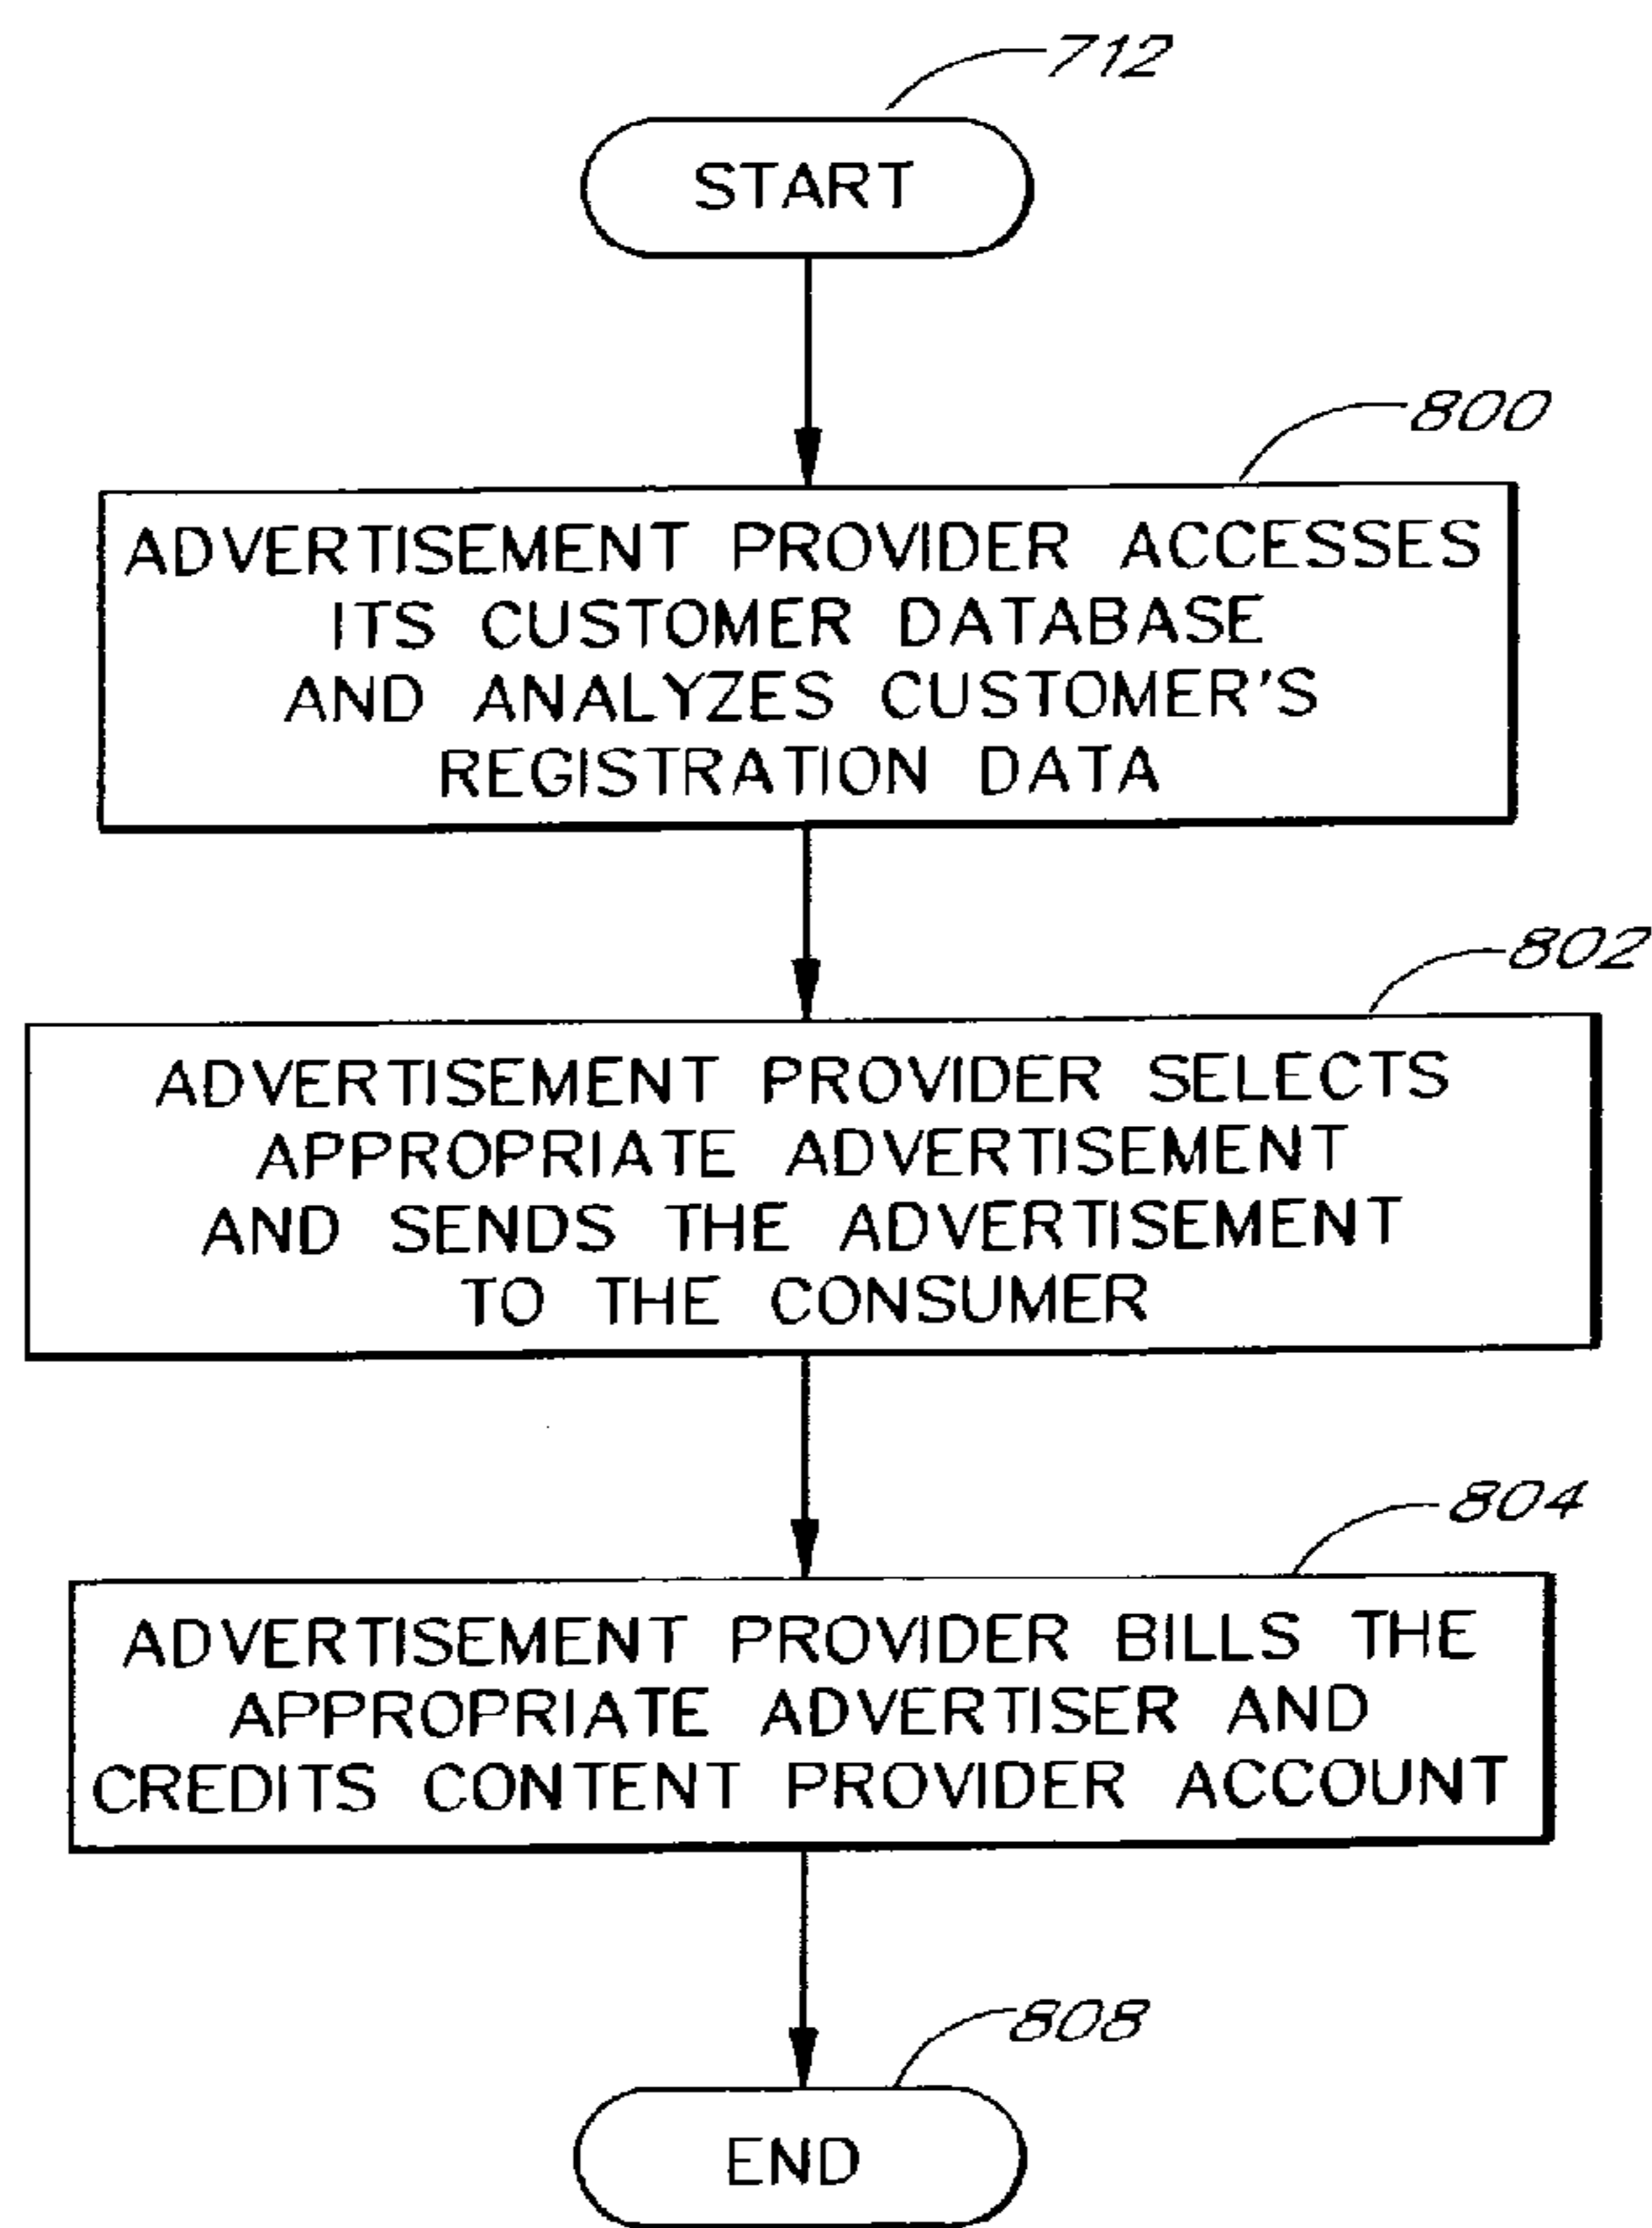 712
START
800
ADVERTISEMENT PROVIDER ACCESSES
ITS CUSTOMER DATABASE
AND ANALYZES CUSTOMER'S
REGISTRATION DATA
802
ADVERTISEMENT PROVIDER SELECTS
APPROPRIATE ADVERTISEMENT
AND SENDS THE ADVERTISEMENT
TO THE CONSUMER
804
ADVERTISEMENT PROVIDER BILLS THE
APPROPRIATE ADVERTISER AND
CREDITS CONTENT PROVIDER ACCOUNT
808
END